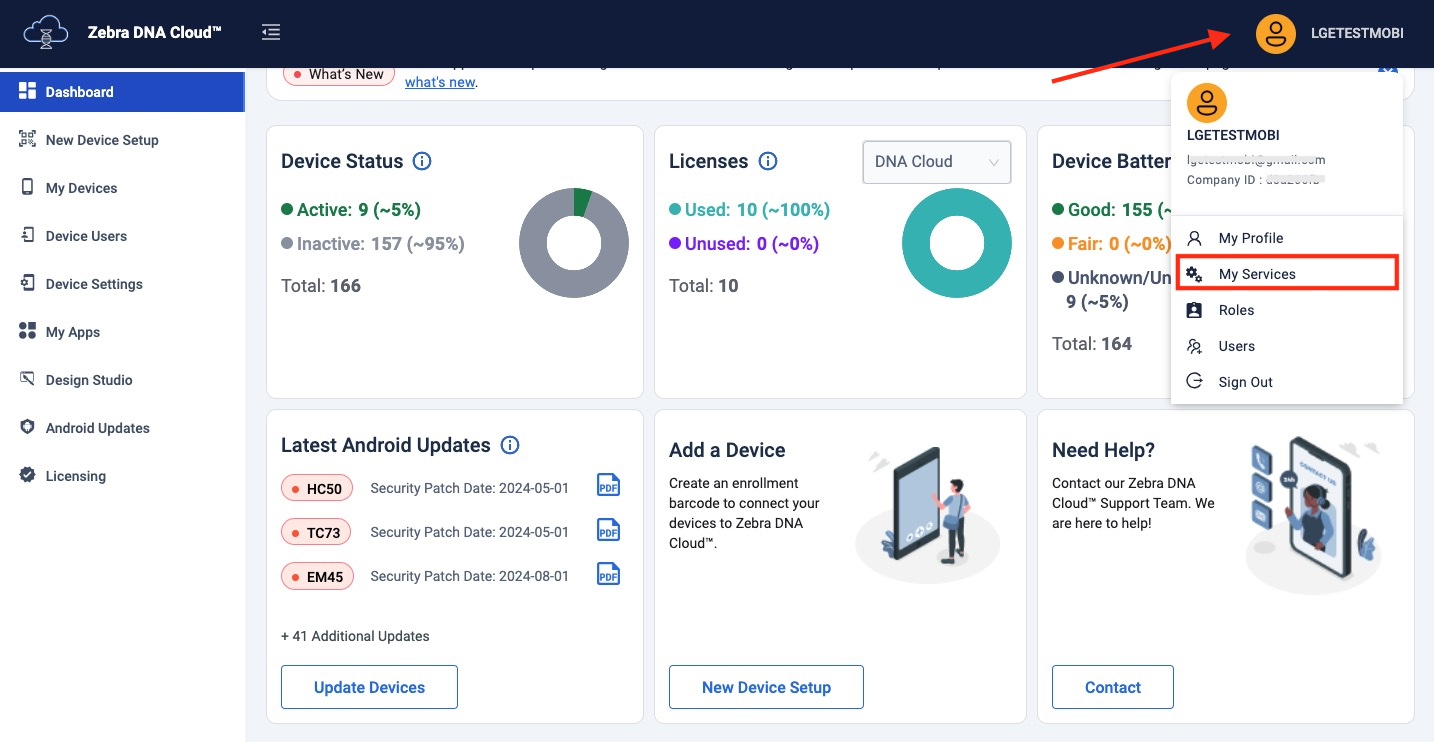 Zebra DNA Cloud™
LGETESTMOBI
Dashboard
New Device Setup
My Devices
Device Users
Device Settings
My Apps
Design Studio
Android Updates
Licensing
What's New
what's new.
Device Status
Active: 9 (~5%)
Inactive: 157 (~95%)
Total: 166
Licenses
DNA Cloud
Used: 10 (~100%)
Unused: 0 (~0%)
Total: 10
Device Batter
Good: 155 (~
Fair: 0 (~0%)
Unknown/Un
9 (~5%)
Total: 164
LGETESTMOBI
Company ID :
My Profile
My Services
Roles
Users
Sign Out
Latest Android Updates
HC50 Security Patch Date: 2024-05-01 PDF
TC73 Security Patch Date: 2024-05-01 PDF
EM45 Security Patch Date: 2024-08-01 PDF
+ 41 Additional Updates
Update Devices
Add a Device
Create an enrollment
barcode to connect your
devices to Zebra DNA
Cloud™.
New Device Setup
Need Help?
Contact our Zebra DNA
Cloud™ Support Team. We
are here to help!
CONTACT US
24h
Contact